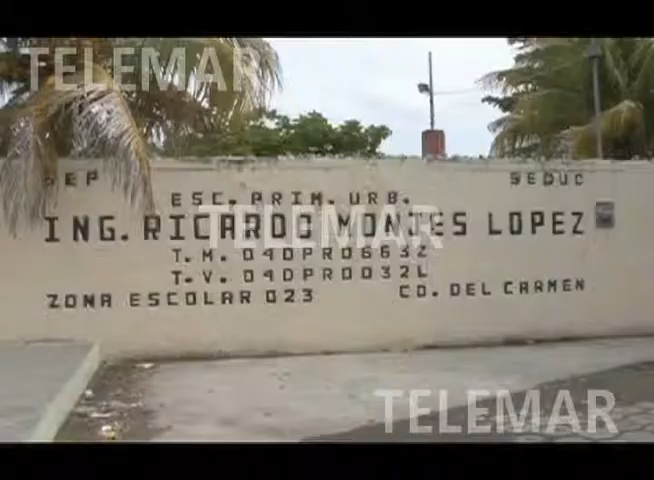 TELEMAR
SEP SEDUC
ESC. PRIM. URB.
ING. RICARDO MONJES LOPEZ
TELEMAR
T.M. 04DPR0663Z
T.V. 04DPR0032L
ZONA ESCOLAR 023 CD. DEL CARMEN
TELEMAR